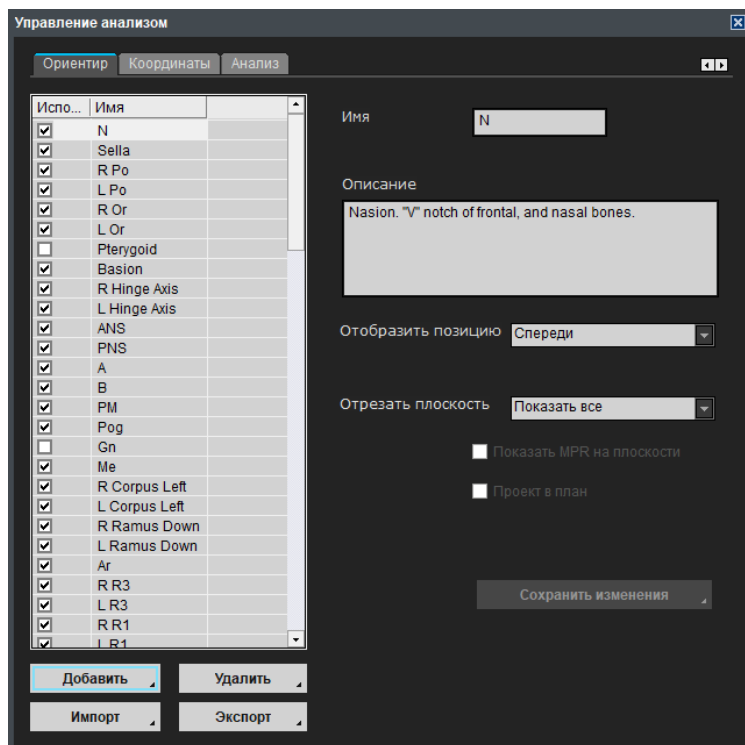 Управление анализом
Ориентир Координаты Анализ
Испо... Имя
N
Sella
R Po
L Po
R Or
L Or
Pterygoid
Basion
R Hinge Axis
L Hinge Axis
ANS
PNS
A
B
PM
Pog
Gn
Me
R Corpus Left
L Corpus Left
R Ramus Down
L Ramus Down
Ar
R R3
L R3
R R1
L R1
Добавить Удалить
Импорт Экспорт
Имя N
Описание
Nasion. "V" notch of frontal, and nasal bones.
Отобразить позицию Спереди
Отрезать плоскость Показать все
Показать MPR на плоскости
Проект в план
Сохранить изменения